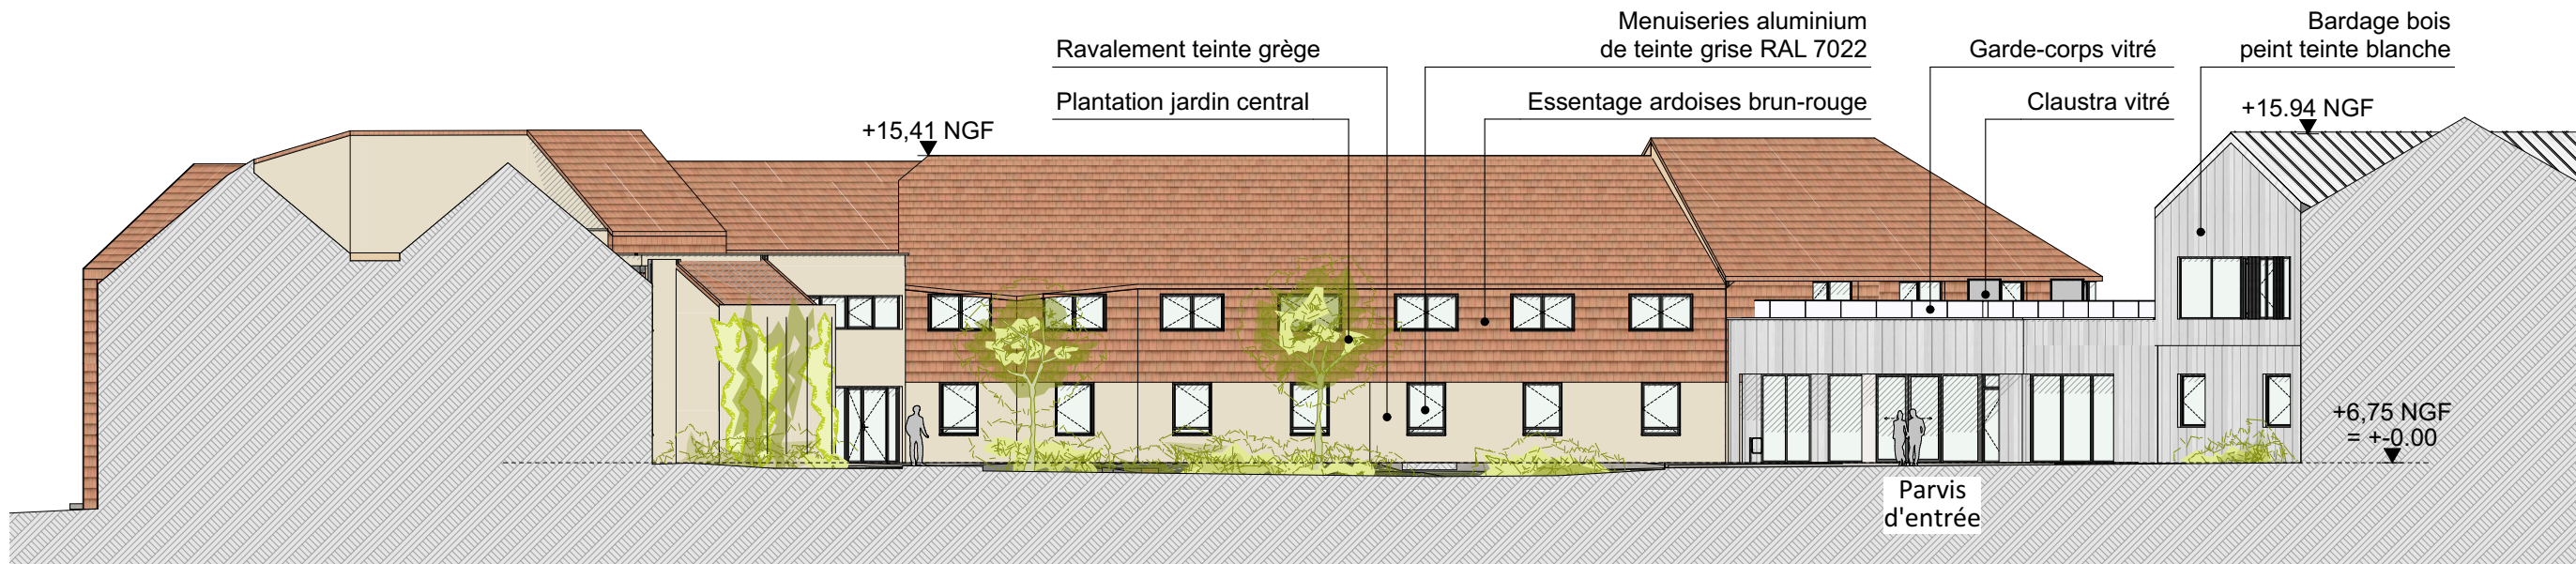 Ravalement teinte grège
Plantation jardin central
Menuiseries aluminium
de teinte grise RAL 7022
Essentage ardoises brun-rouge
Garde-corps vitré
Claustra vitré
Bardage bois
peint teinte blanche
+15,41 NGF
+15.94 NGF
+6,75 NGF
= +-0.00
Parvis
d'entrée